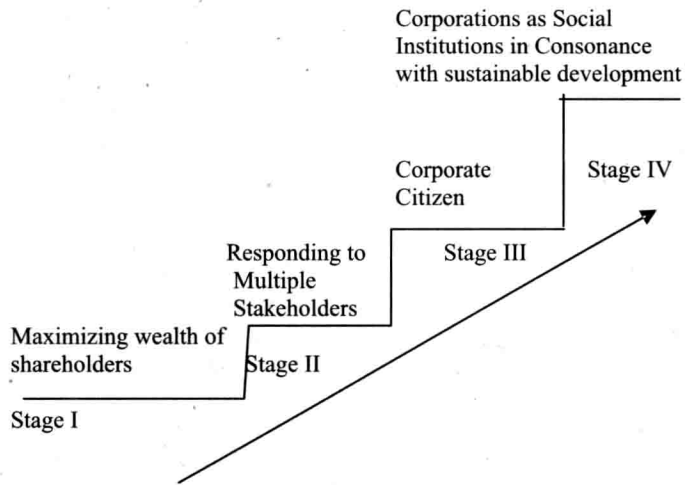 Corporations as Social
Institutions in Consonance
with sustainable development
Corporate
Citizen
Stage IV
Responding to
Multiple
Stakeholders
Stage III
Maximizing wealth of
shareholders
Stage II
Stage I